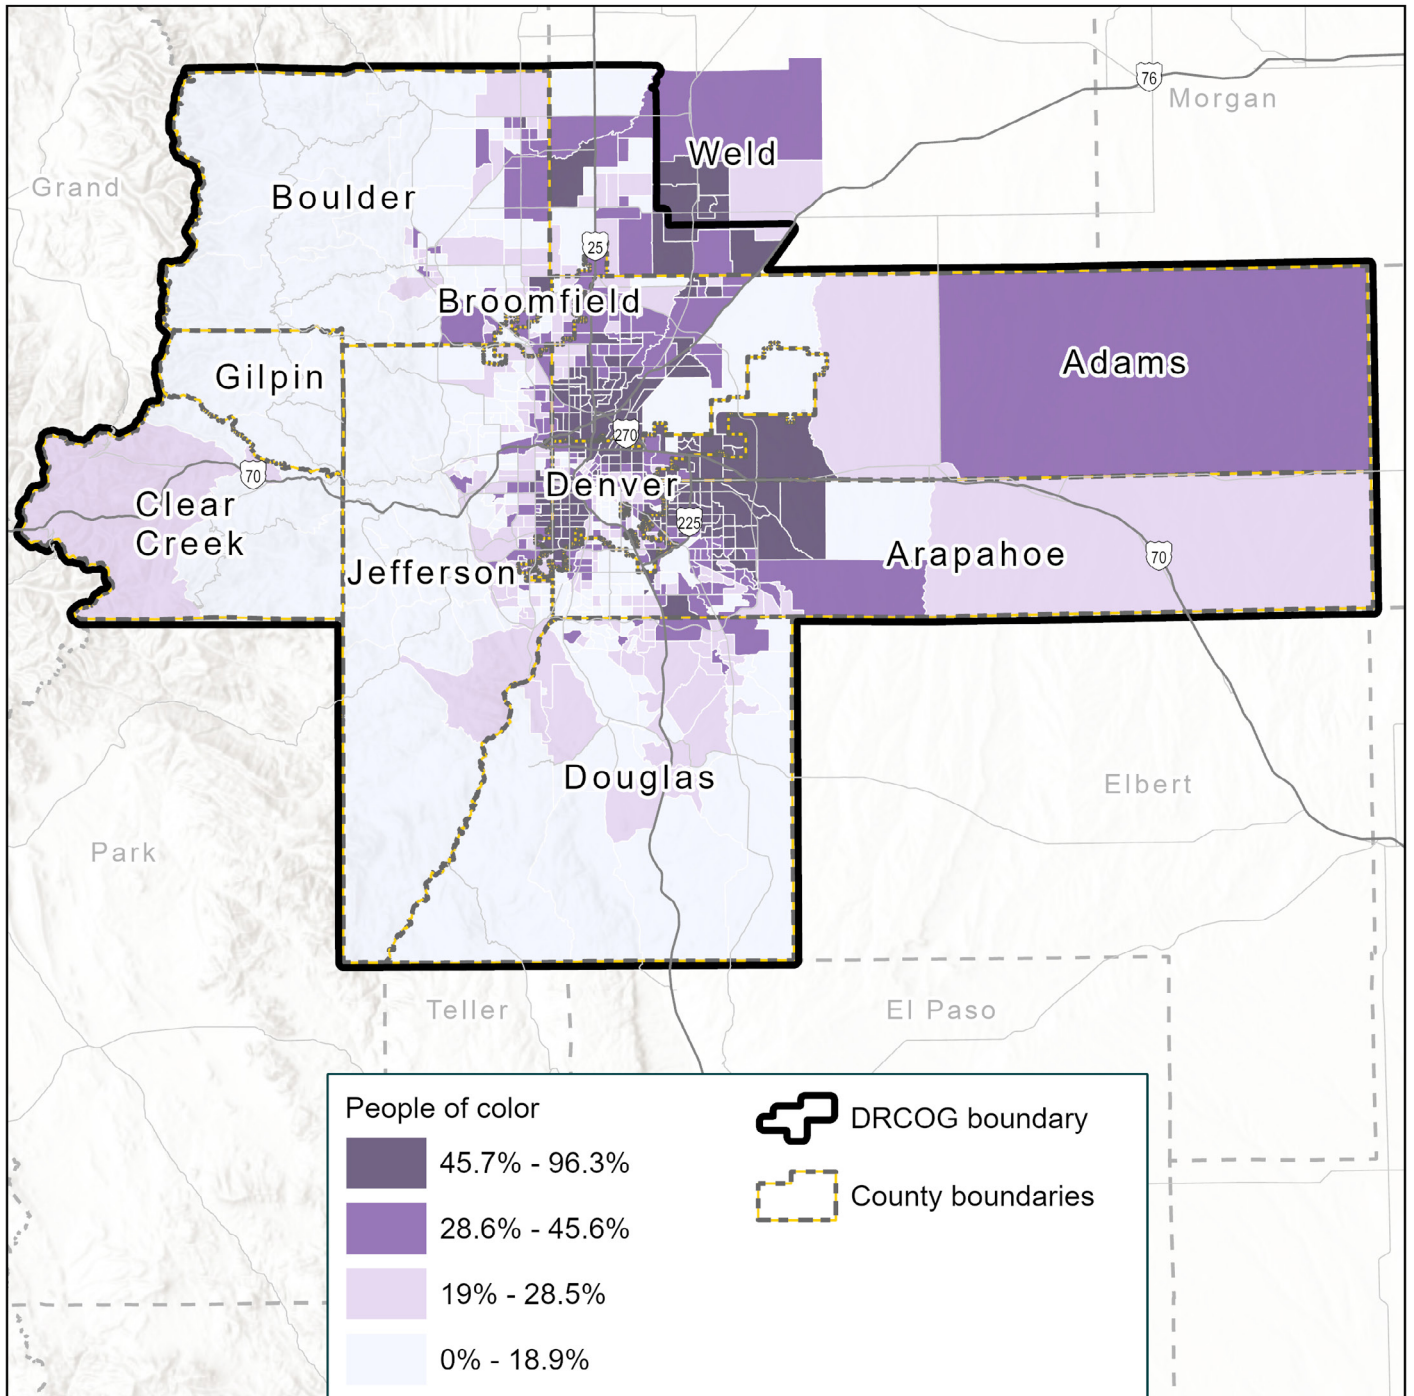 76
Morgan
Weld
Grand
Boulder
25
Broomfield
Adams
Gilpin
270
70
Denver
Clear
Creek
225
Arapahoe
70
Jefferson
Douglas
Elbert
Park
Teller
El Paso
People of color
45.7% - 96.3%
28.6% - 45.6%
19% - 28.5%
0% - 18.9%
DRCOG boundary
County boundaries